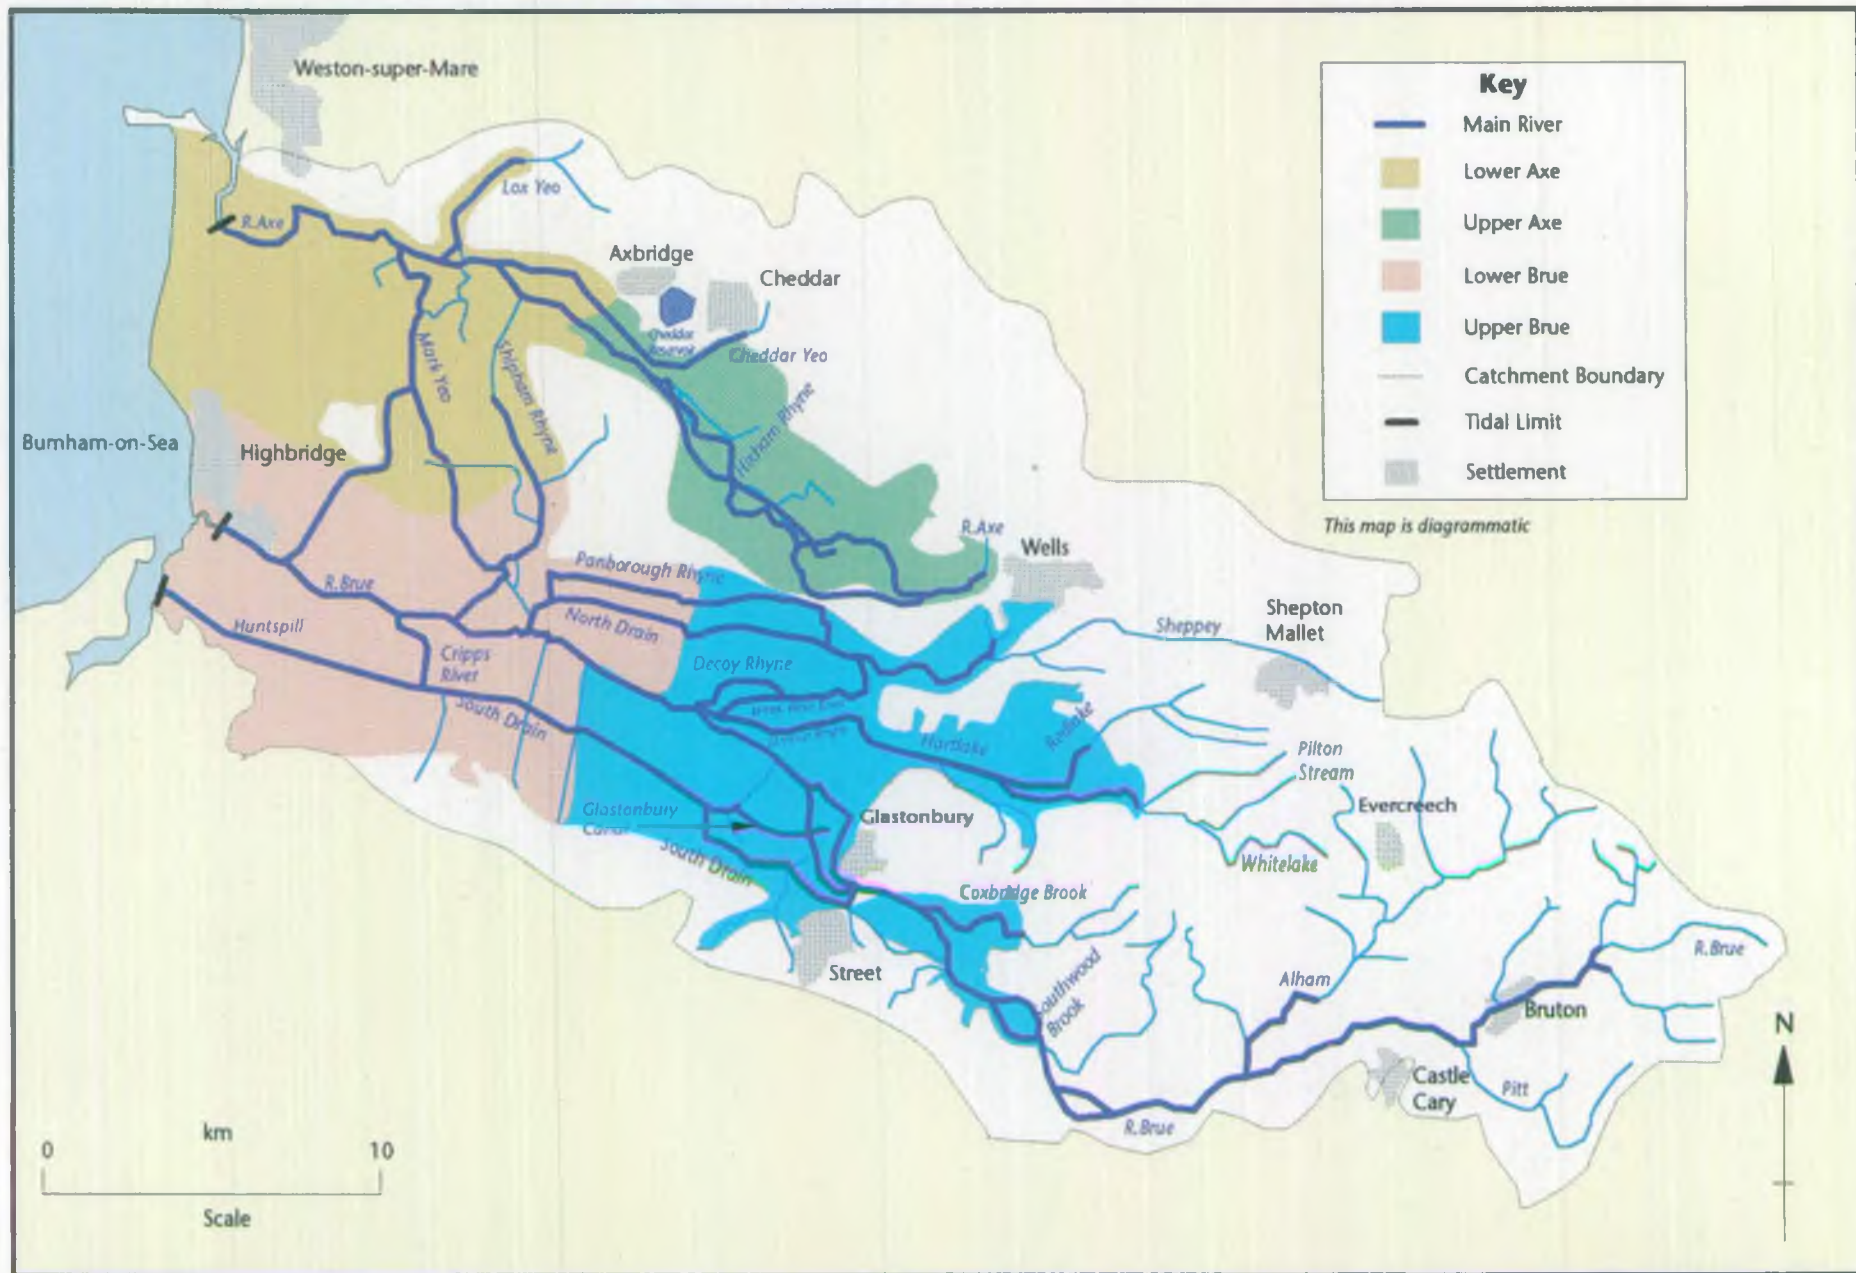 Weston-super-Mare
Key
Main River
Lower Axe
Upper Axe
Lower Brue
Upper Brue
Catchment Boundary
Tidal Limit
Settlement
This map is diagrammatic
Lox Yeo
R.Axe
Axbridge
Cheddar
Cheddar
Reservoir
Cheddar Yeo
Mark Yeo
Shipham Rhyne
Hixham Rhyne
Burnham-on-Sea
Highbridge
R.Axe
Wells
Panborough Rhyne
R.Brue
North Drain
Huntspill
Cripps
River
Decoy Rhyne
South Drain
Sheppey
Shepton
Mallet
Hartlake
Redlake
Pilton
Stream
Evercreech
Glastonbury
Canal
Glastonbury
South Drain
Whitelake
Coxbridge Brook
Street
Southwood
Brook
Alham
R.Brue
Bruton
Castle
Cary
Pitt
R.Brue
N
km
0 10
Scale